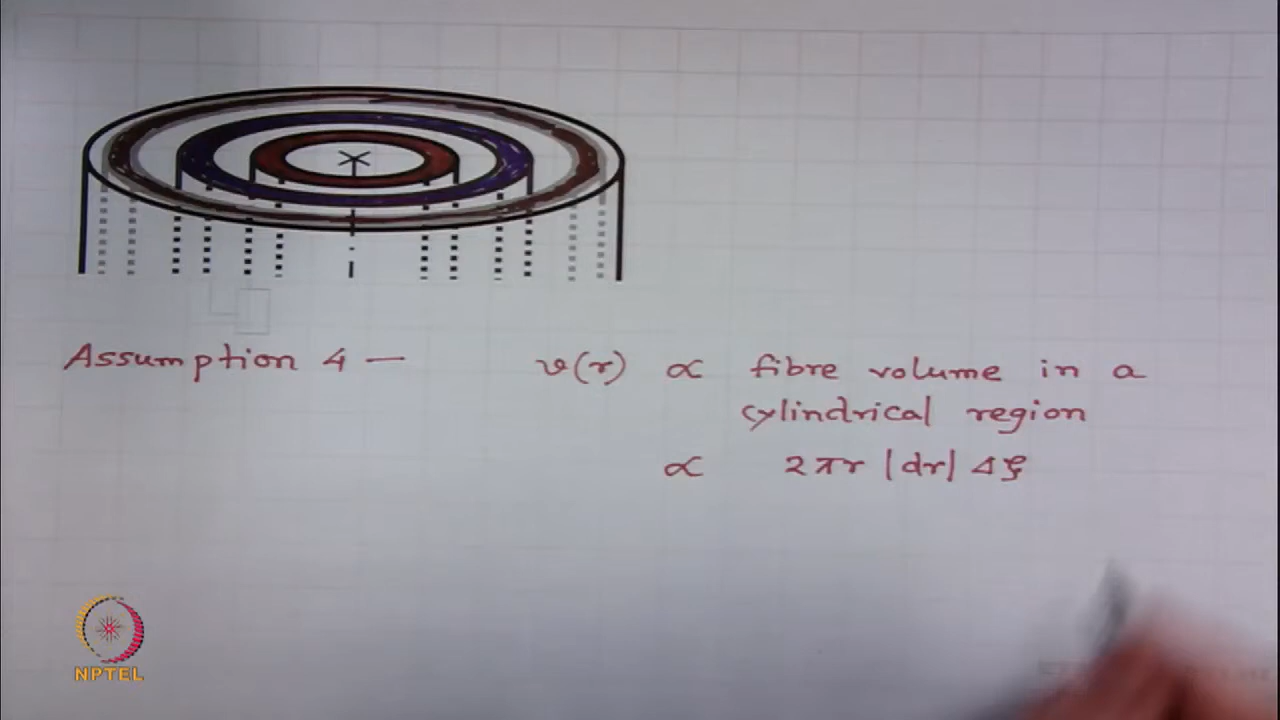 Assumption 4 — v(r) ∝ fibre volume in a
cylindrical region
∝ 2πr |dr| Δξ
NPTEL